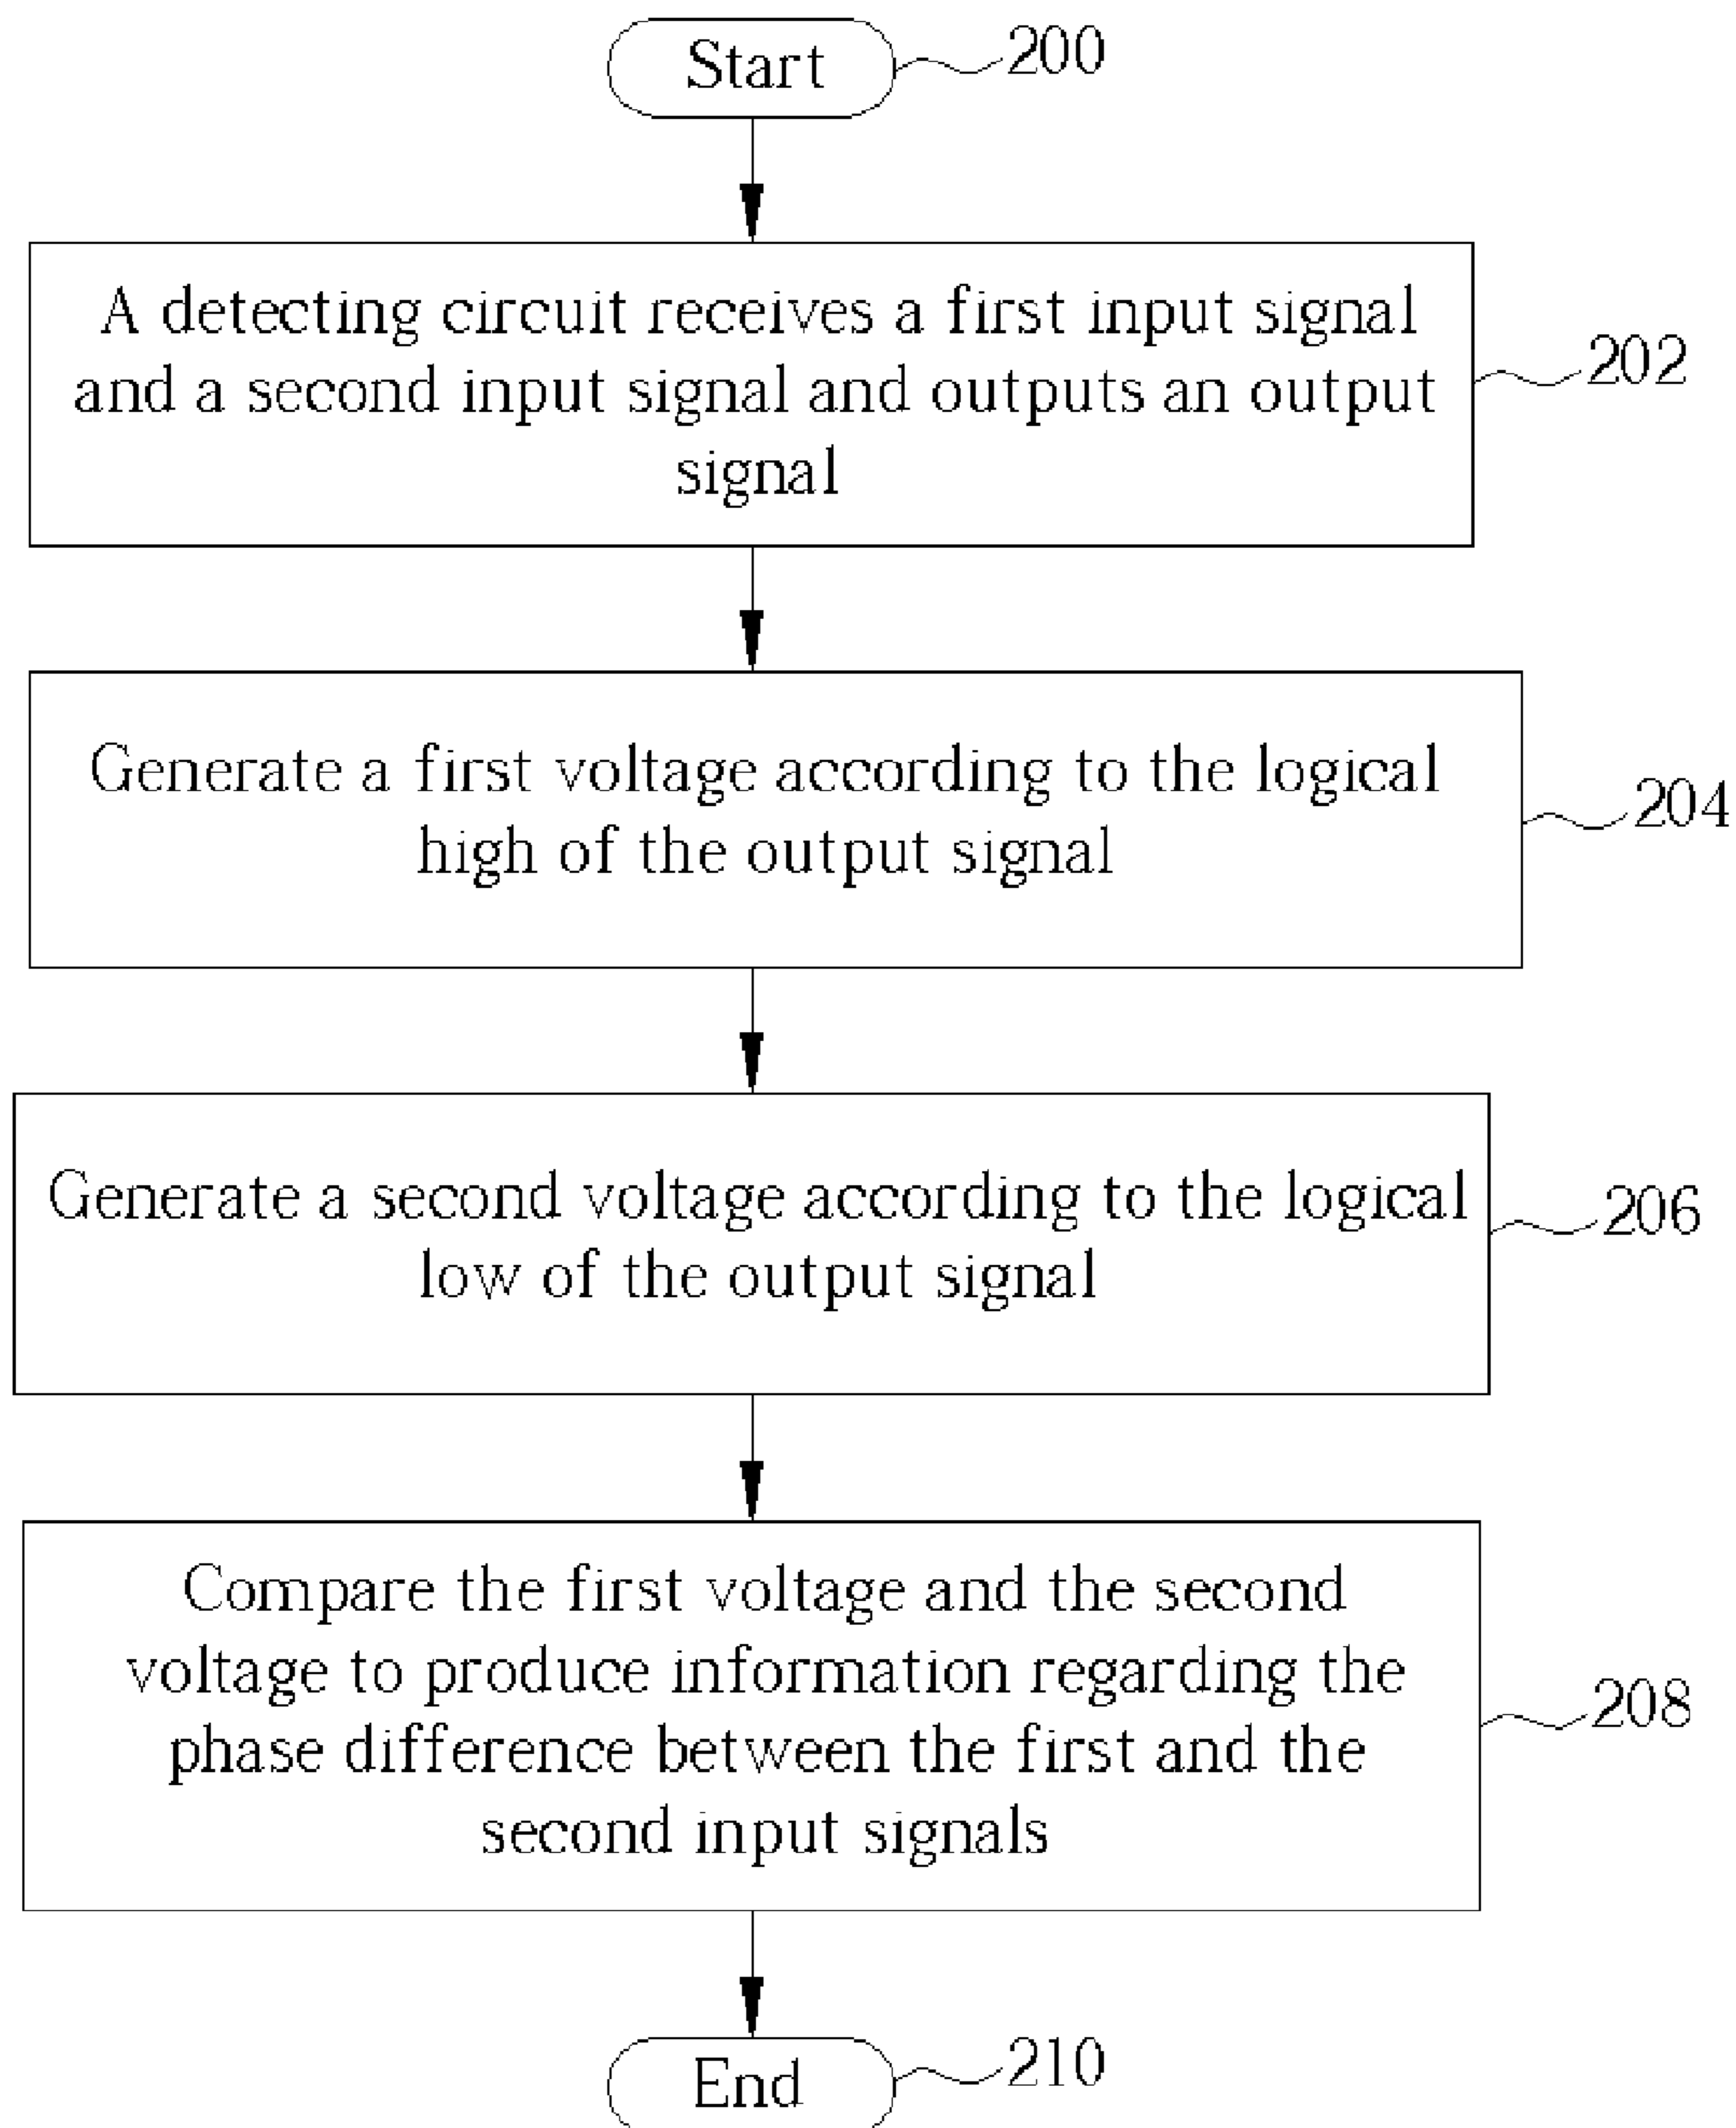 Start
200
A detecting circuit receives a first input signal
and a second input signal and outputs an output
signal
202
Generate a first voltage according to the logical
high of the output signal
204
Generate a second voltage according to the logical
low of the output signal
206
Compare the first voltage and the second
voltage to produce information regarding the
phase difference between the first and the
second input signals
208
End
210